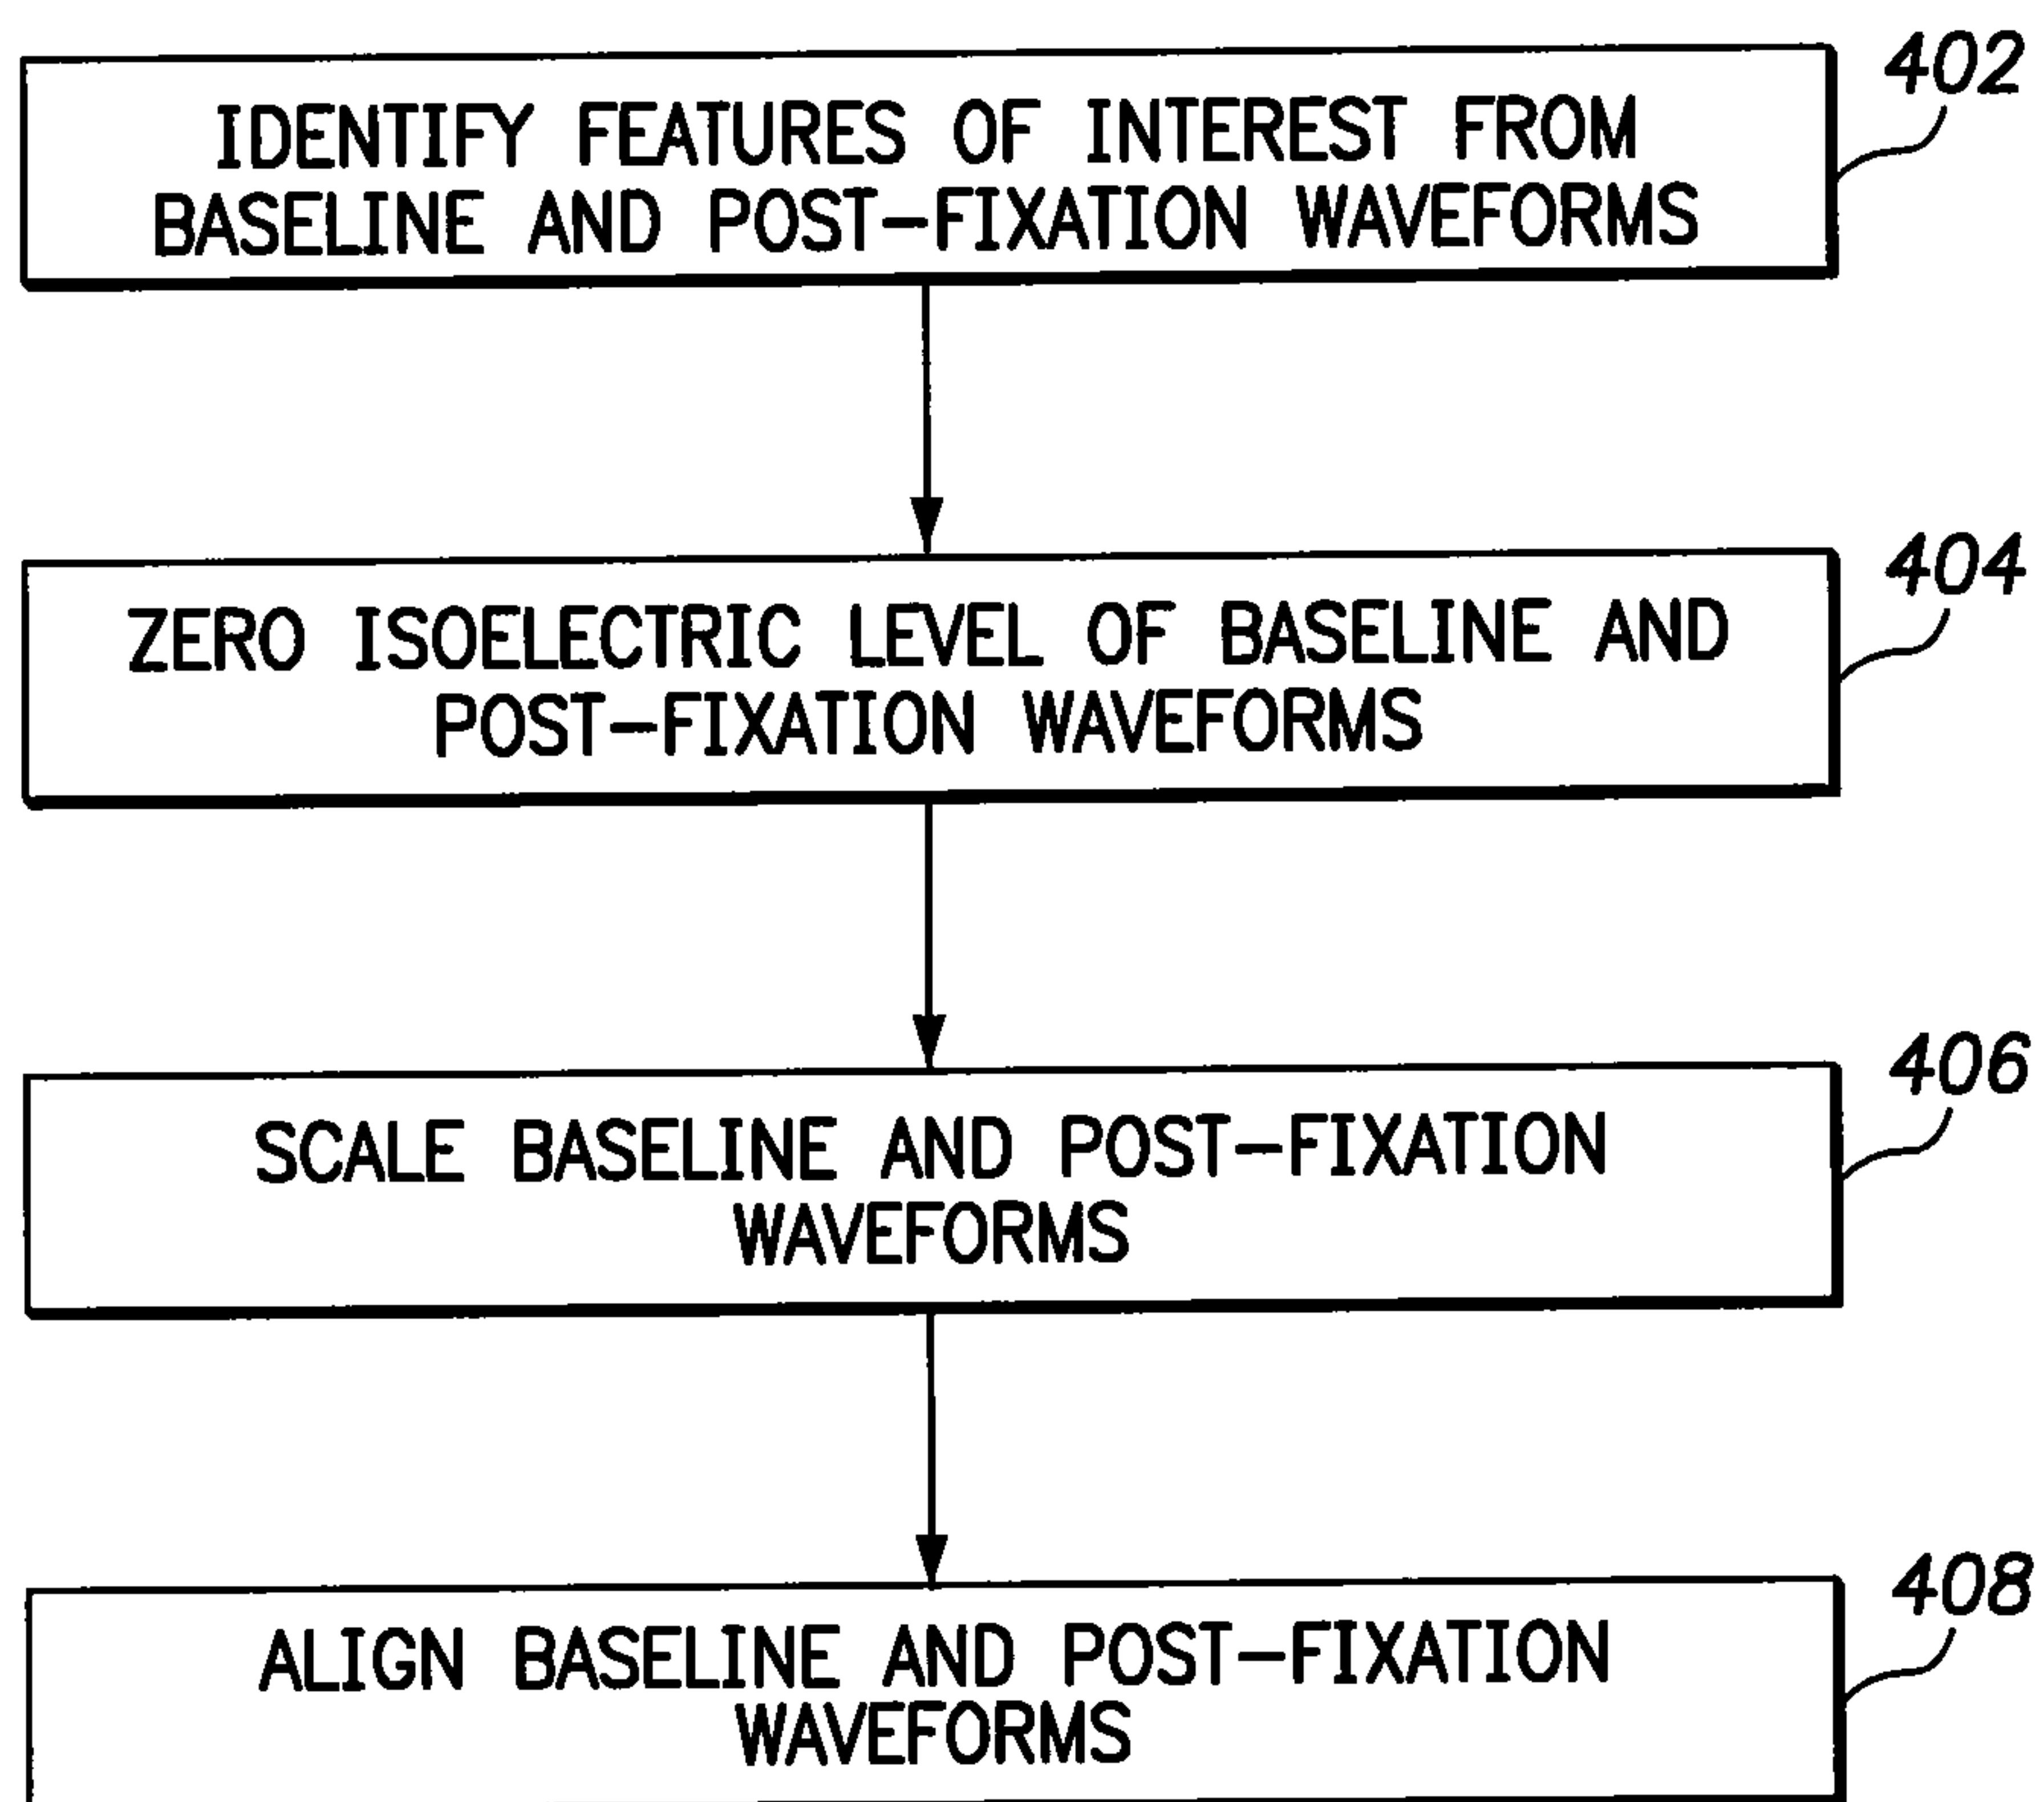 402
IDENTIFY FEATURES OF INTEREST FROM
BASELINE AND POST-FIXATION WAVEFORMS
404
ZERO ISOELECTRIC LEVEL OF BASELINE AND
POST-FIXATION WAVEFORMS
406
SCALE BASELINE AND POST-FIXATION
WAVEFORMS
408
ALIGN BASELINE AND POST-FIXATION
WAVEFORMS